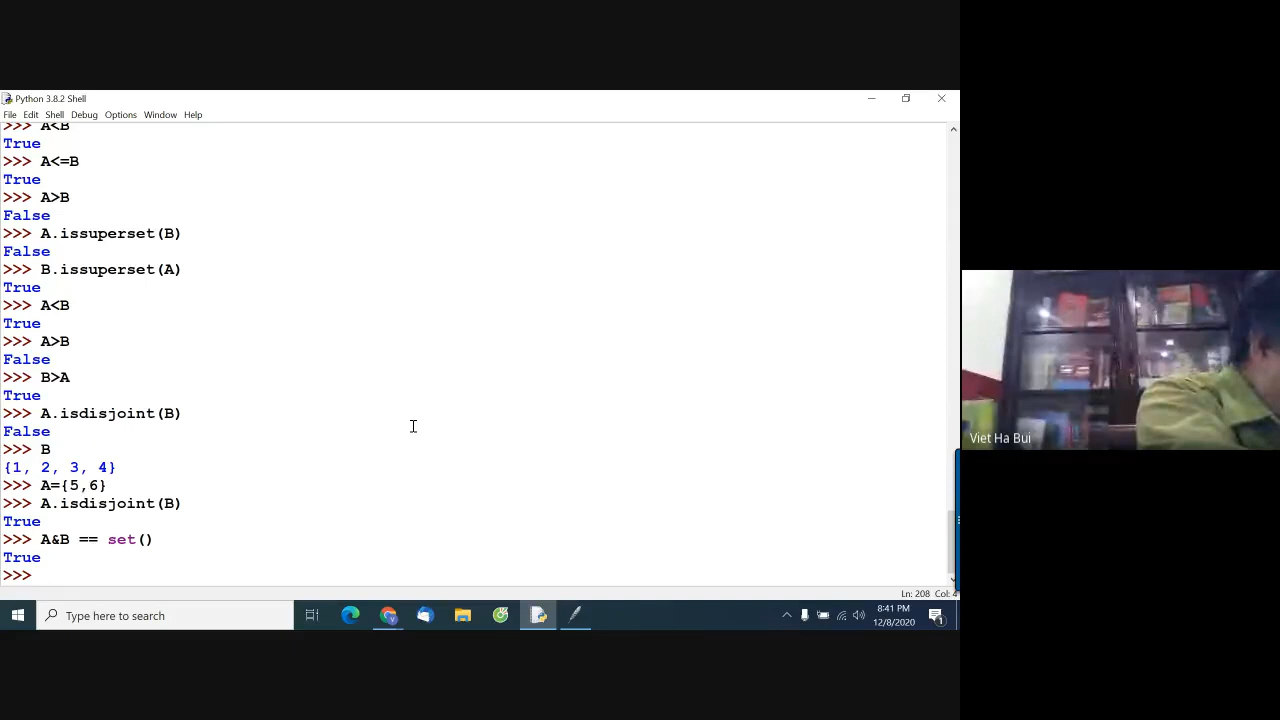 Python 3.8.2 Shell
File Edit Shell Debug Options Window Help
>>> A<B
True
>>> A<=B
True
>>> A>B
False
>>> A.issuperset(B)
False
>>> B.issuperset(A)
True
>>> A<B
True
>>> A>B
False
>>> B>A
True
>>> A.isdisjoint(B)
False
>>> B
{1, 2, 3, 4}
>>> A={5,6}
>>> A.isdisjoint(B)
True
>>> A&B == set()
True
>>>
Ln: 208 Col: 4
Type here to search
8:41 PM
12/8/2020
1
Viet Ha Bui